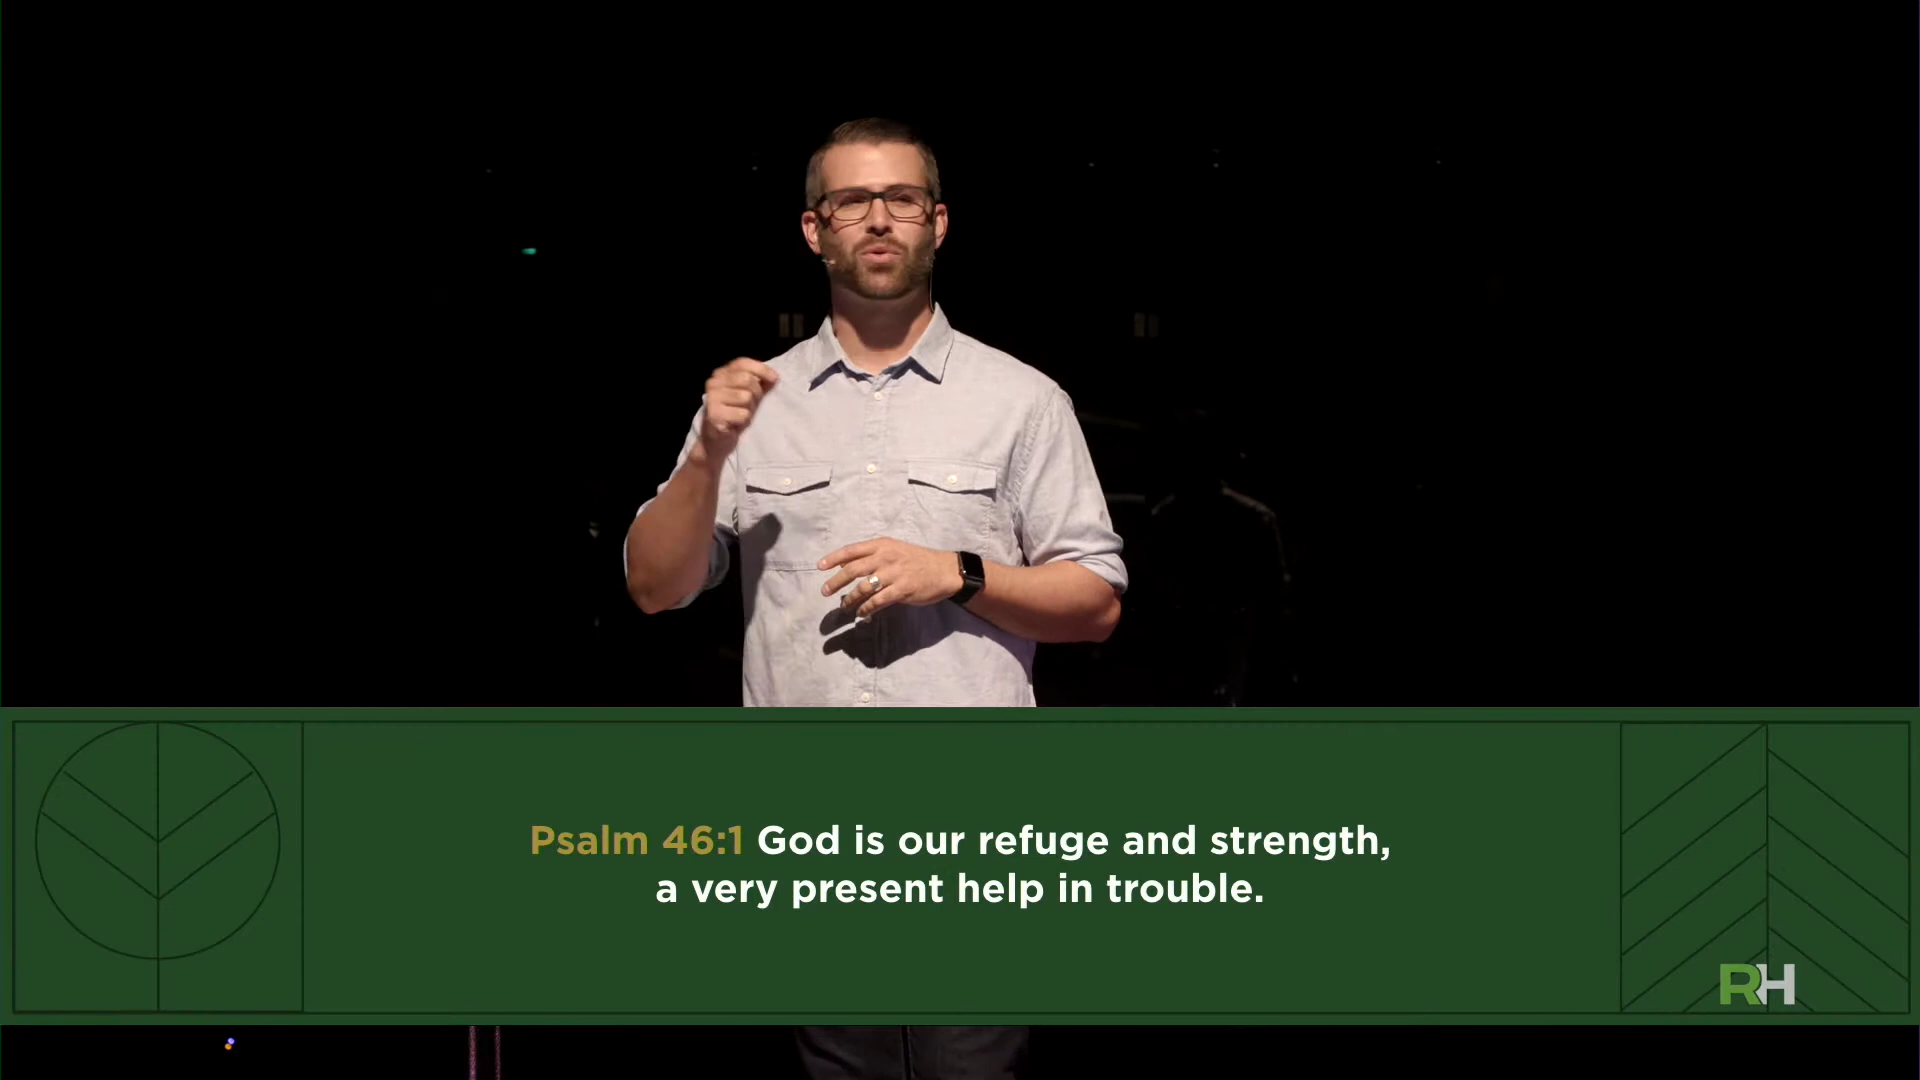 Psalm 46:1 God is our refuge and strength,
a very present help in trouble.
RH